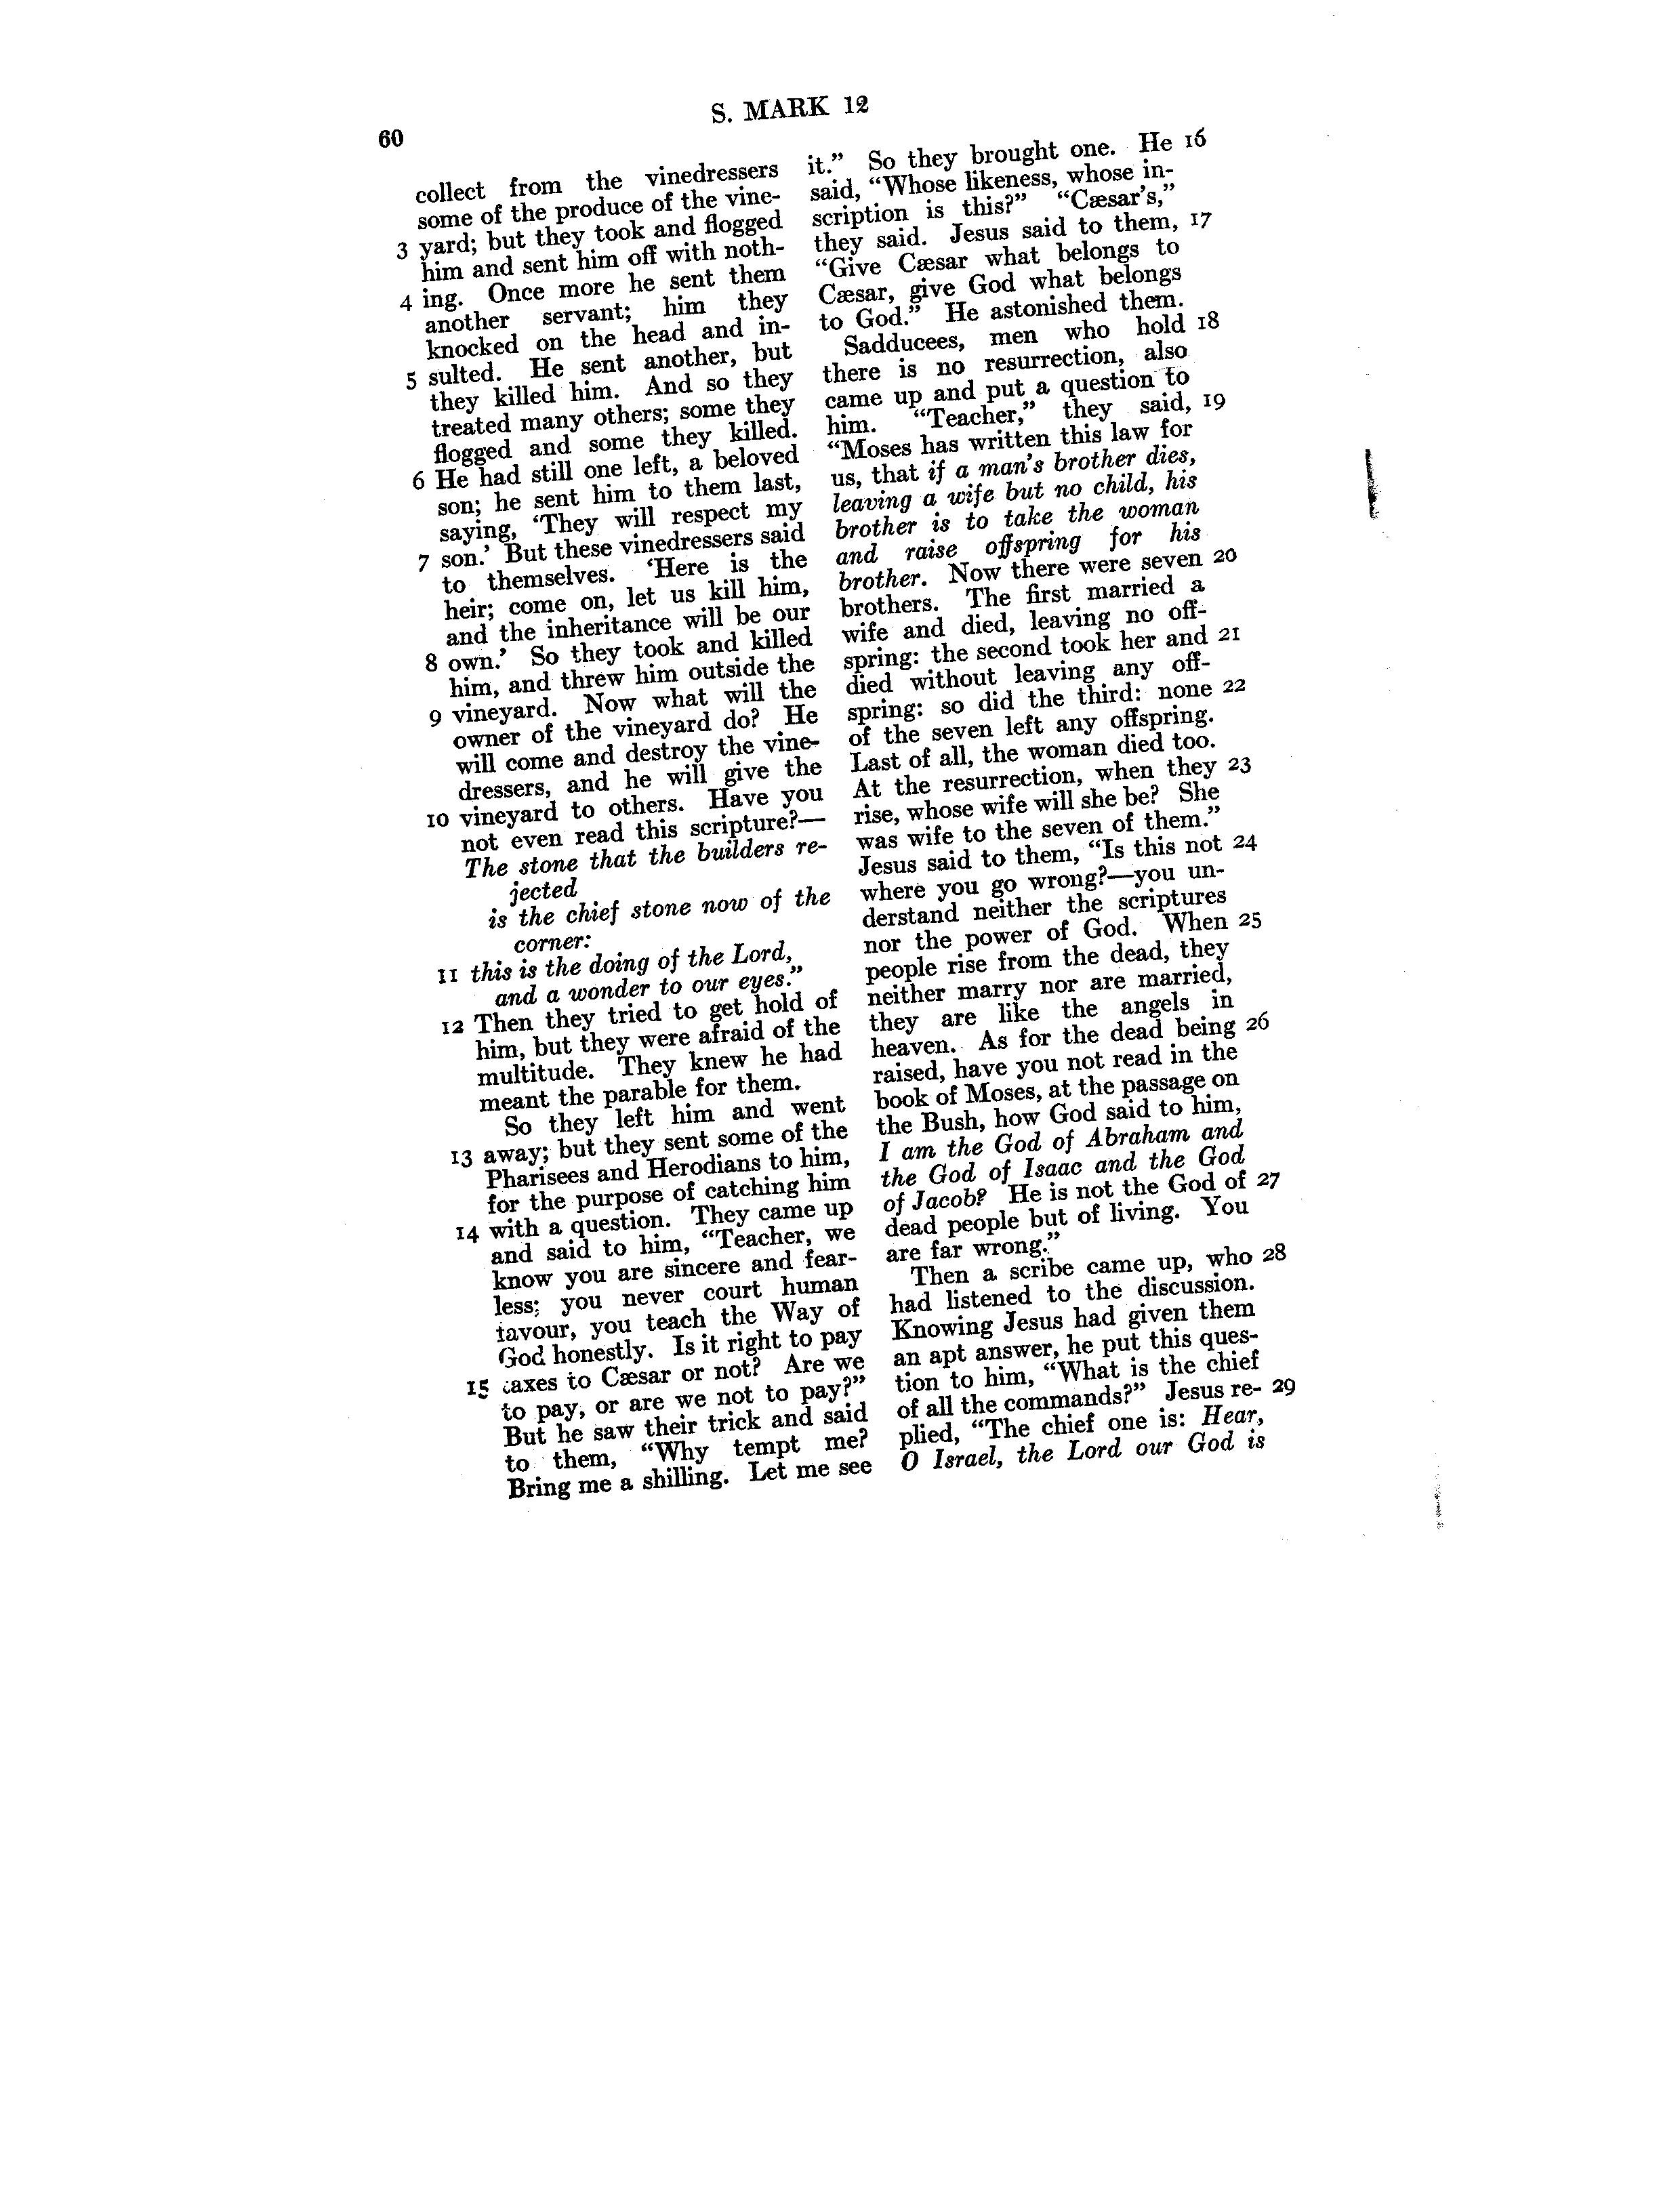 60
S. MARK 12
collect from the vinedressers
some of the produce of the vine-
3 yard; but they took and flogged
him and sent him off with noth-
4 ing. Once more he sent them
another servant; him they
knocked on the head and in-
5 sulted. He sent another, but
they killed him. And so they
treated many others; some they
flogged and some they killed.
6 He had still one left, a beloved
son; he sent him to them last,
saying, ‘They will respect my
7 son.’ But these vinedressers said
to themselves. ‘Here is the
heir; come on, let us kill him,
and the inheritance will be our
8 own.’ So they took and killed
him, and threw him outside the
9 vineyard. Now what will the
owner of the vineyard do? He
will come and destroy the vine-
dressers, and he will give the
10 vineyard to others. Have you
not even read this scripture?—
The stone that the builders re-
jected
is the chief stone now of the
corner:
11 this is the doing of the Lord,
and a wonder to our eyes.”
12 Then they tried to get hold of
him, but they were afraid of the
multitude. They knew he had
meant the parable for them.
So they left him and went
13 away; but they sent some of the
Pharisees and Herodians to him,
for the purpose of catching him
14 with a question. They came up
and said to him, “Teacher, we
know you are sincere and fear-
less; you never court human
favour, you teach the Way of
God honestly. Is it right to pay
15 taxes to Cæsar or not? Are we
to pay, or are we not to pay?”
But he saw their trick and said
to them, “Why tempt me?
Bring me a shilling. Let me see
it.” So they brought one. He 16
said, “Whose likeness, whose in-
scription is this?” “Cæsar’s,”
they said. Jesus said to them, 17
“Give Cæsar what belongs to
Cæsar, give God what belongs
to God.” He astonished them.
Sadducees, men who hold 18
there is no resurrection, also
came up and put a question to
him. “Teacher,” they said, 19
“Moses has written this law for
us, that if a man’s brother dies,
leaving a wife but no child, his
brother is to take the woman
and raise offspring for his
brother. Now there were seven 20
brothers. The first married a
wife and died, leaving no off-
spring: the second took her and 21
died without leaving any off-
spring: so did the third: none 22
of the seven left any offspring.
Last of all, the woman died too.
At the resurrection, when they 23
rise, whose wife will she be? She
was wife to the seven of them.”
Jesus said to them, “Is this not 24
where you go wrong?—you un-
derstand neither the scriptures
nor the power of God. When 25
people rise from the dead, they
neither marry nor are married,
they are like the angels in
heaven. As for the dead being 26
raised, have you not read in the
book of Moses, at the passage on
the Bush, how God said to him,
I am the God of Abraham and
the God of Isaac and the God
of Jacob? He is not the God of 27
dead people but of living. You
are far wrong.”
Then a scribe came up, who 28
had listened to the discussion.
Knowing Jesus had given them
an apt answer, he put this ques-
tion to him, “What is the chief
of all the commands?” Jesus re- 29
plied, “The chief one is: Hear,
O Israel, the Lord our God is